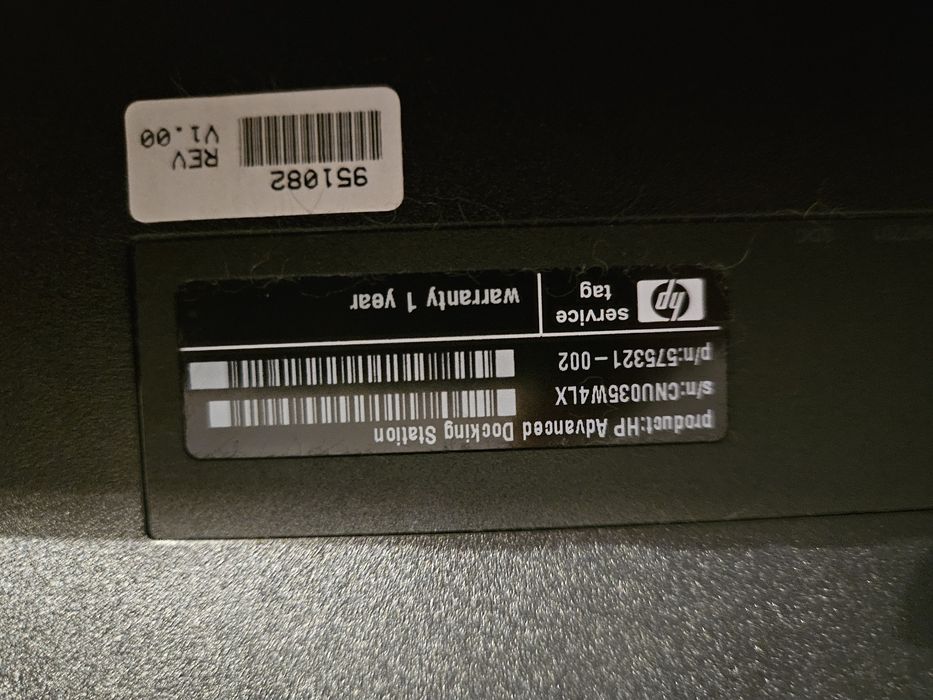 product:HP Advanced Docking Station
s/n:CNU035W4LX
p/n:575321-002
hp
service
tag
warranty 1 year
951082
REV
V1.00